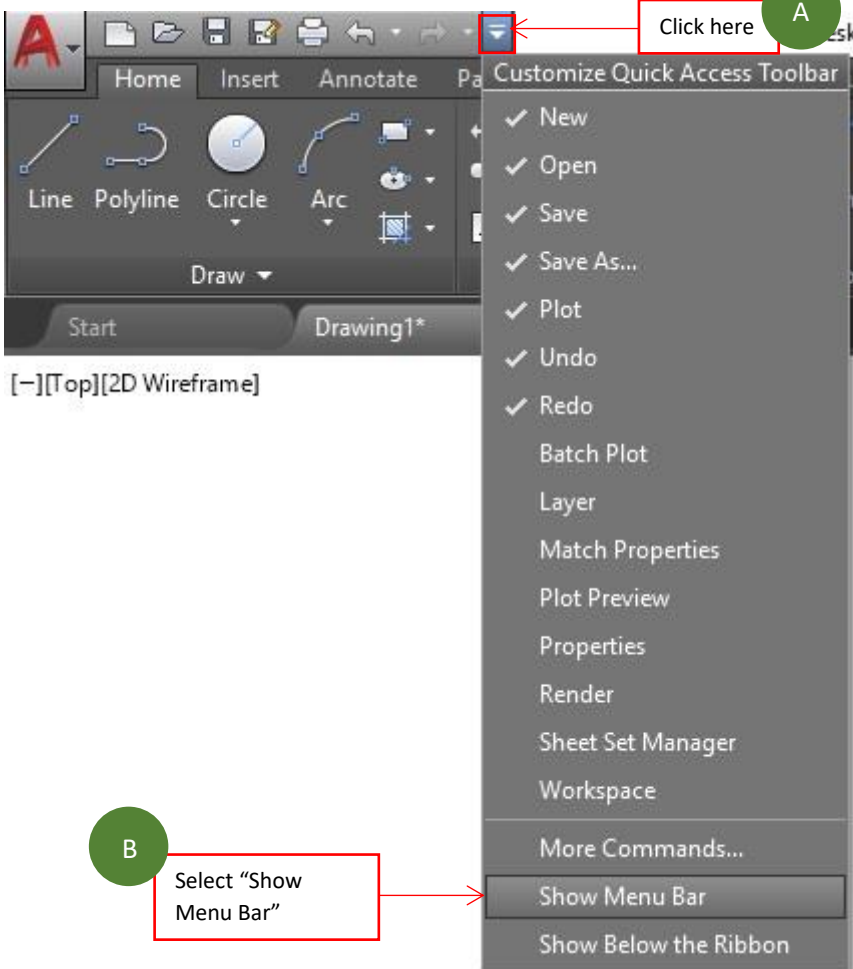 A
Click here
Home Insert Annotate Pa
Customize Quick Access Toolbar
New
Open
Save
Save As...
Plot
Undo
Redo
Batch Plot
Layer
Match Properties
Plot Preview
Properties
Render
Sheet Set Manager
Workspace
More Commands...
Show Menu Bar
Show Below the Ribbon
Line Polyline Circle Arc
Draw
Start Drawing1*
[−][Top][2D Wireframe]
B
Select “Show
Menu Bar”